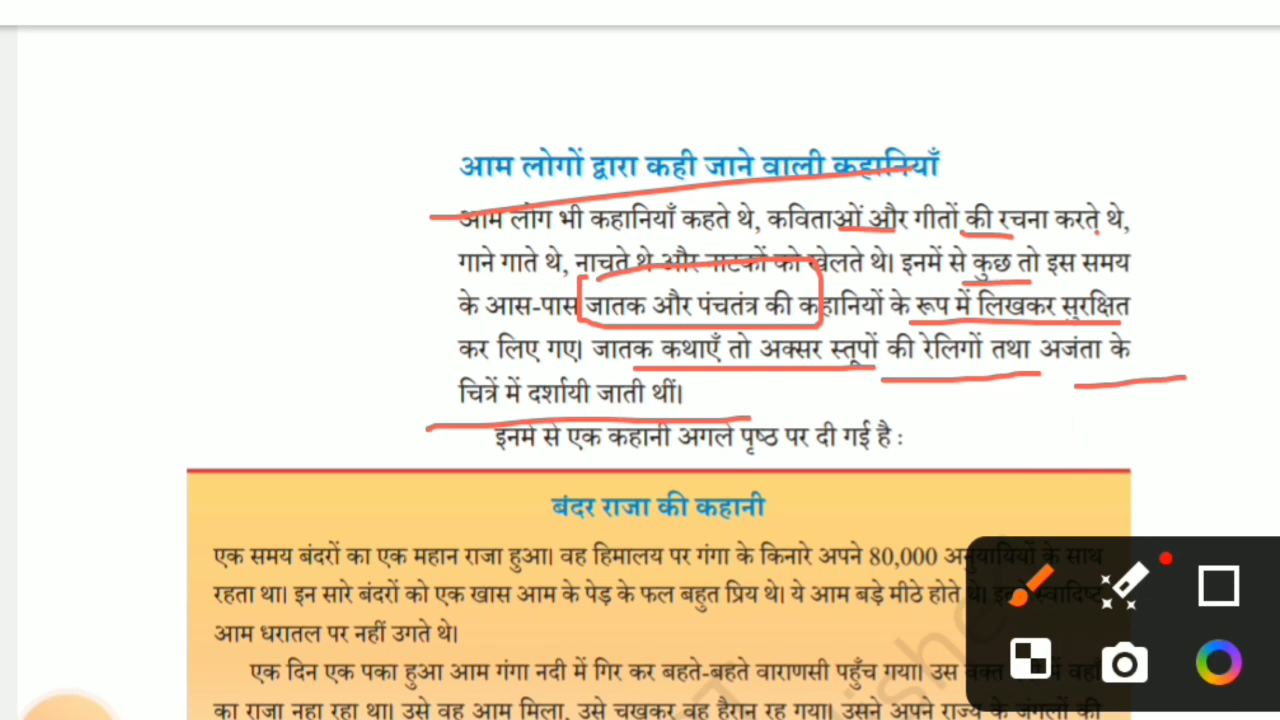 आम लोगों द्वारा कही जाने वाली कहानियाँ
आम लोग भी कहानियाँ कहते थे, कविताओं और गीतों की रचना करते थे,
गाने गाते थे, नाचते थे और नाटकों को खेलते थे। इनमें से कुछ तो इस समय
के आस-पास जातक और पंचतंत्र की कहानियों के रूप में लिखकर सुरक्षित
कर लिए गए। जातक कथाएँ तो अक्सर स्तूपों की रेलिगों तथा अजंता के
चित्रें में दर्शायी जाती थीं।
इनमे से एक कहानी अगले पृष्ठ पर दी गई है :
बंदर राजा की कहानी
एक समय बंदरों का एक महान राजा हुआ। वह हिमालय पर गंगा के किनारे अपने 80,000 अनुयायियों के साथ
रहता था। इन सारे बंदरों को एक खास आम के पेड़ के फल बहुत प्रिय थे। ये आम बड़े मीठे होते थे। स्वादिष्ट
आम धरातल पर नहीं उगते थे।
एक दिन एक पका हुआ आम गंगा नदी में गिर कर बहते-बहते वाराणसी पहुँच गया। उस वहाँ
का राजा नहा रहा था। उसे वह आम मिला, उसे चखकर वह हैरान रह गया। उसने अपने राज्य के जंगलों की